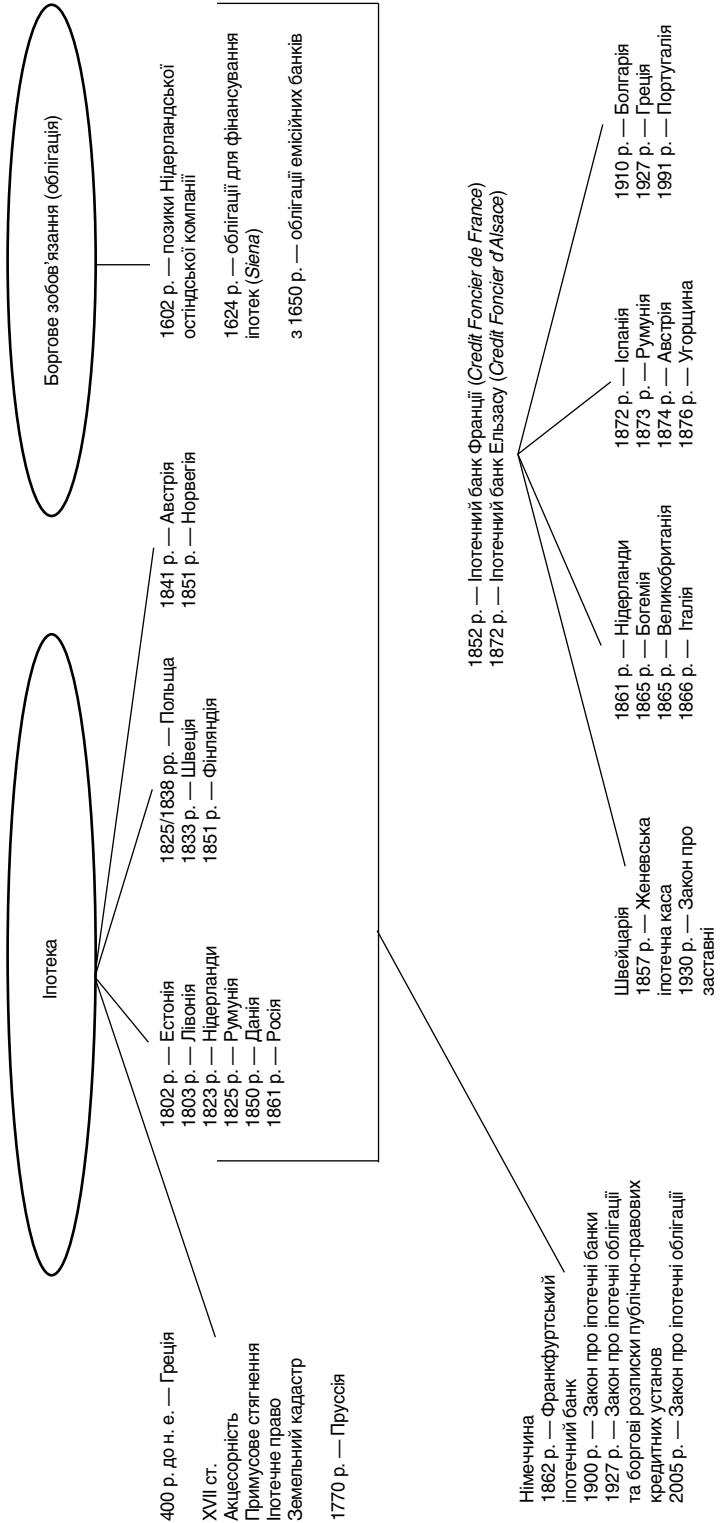 Іпотека
Боргове зобов’язання (облігація)
400 р. до н. е. — Греція
XVII ст.
Акцесорність
Примусове стягнення
Іпотечне право
Земельний кадастр
1770 р. — Пруссія
1802 р. — Естонія
1803 р. — Лівонія
1823 р. — Нідерланди
1825 р. — Румунія
1850 р. — Данія
1861 р. — Росія
1825/1838 рр. — Польща
1833 р. — Швеція
1851 р. — Фінляндія
1841 р. — Австрія
1851 р. — Норвегія
1602 р. — позики Нідерландської
остіндської компанії
1624 р. — облігації для фінансування
іпотек (Siena)
з 1650 р. — облігації емісійних банків
Німеччина
1862 р. — Франкфуртський
іпотечний банк
1900 р. — Закон про іпотечні банки
1927 р. — Закон про іпотечні облігації
та боргові розписки публічно-правових
кредитних установ
2005 р. — Закон про іпотечні облігації
1852 р. — Іпотечний банк Франції (Credit Foncier de France)
1872 р. — Іпотечний банк Ельзасу (Credit Foncier d’Alsace)
Швейцарія
1857 р. — Женевська
іпотечна каса
1930 р. — Закон про
заставні
1861 р. — Нідерланди
1865 р. — Богемія
1865 р. — Великобританія
1866 р. — Італія
1872 р. — Іспанія
1873 р. — Румунія
1874 р. — Австрія
1876 р. — Угорщина
1910 р. — Болгарія
1927 р. — Греція
1991 р. — Португалія